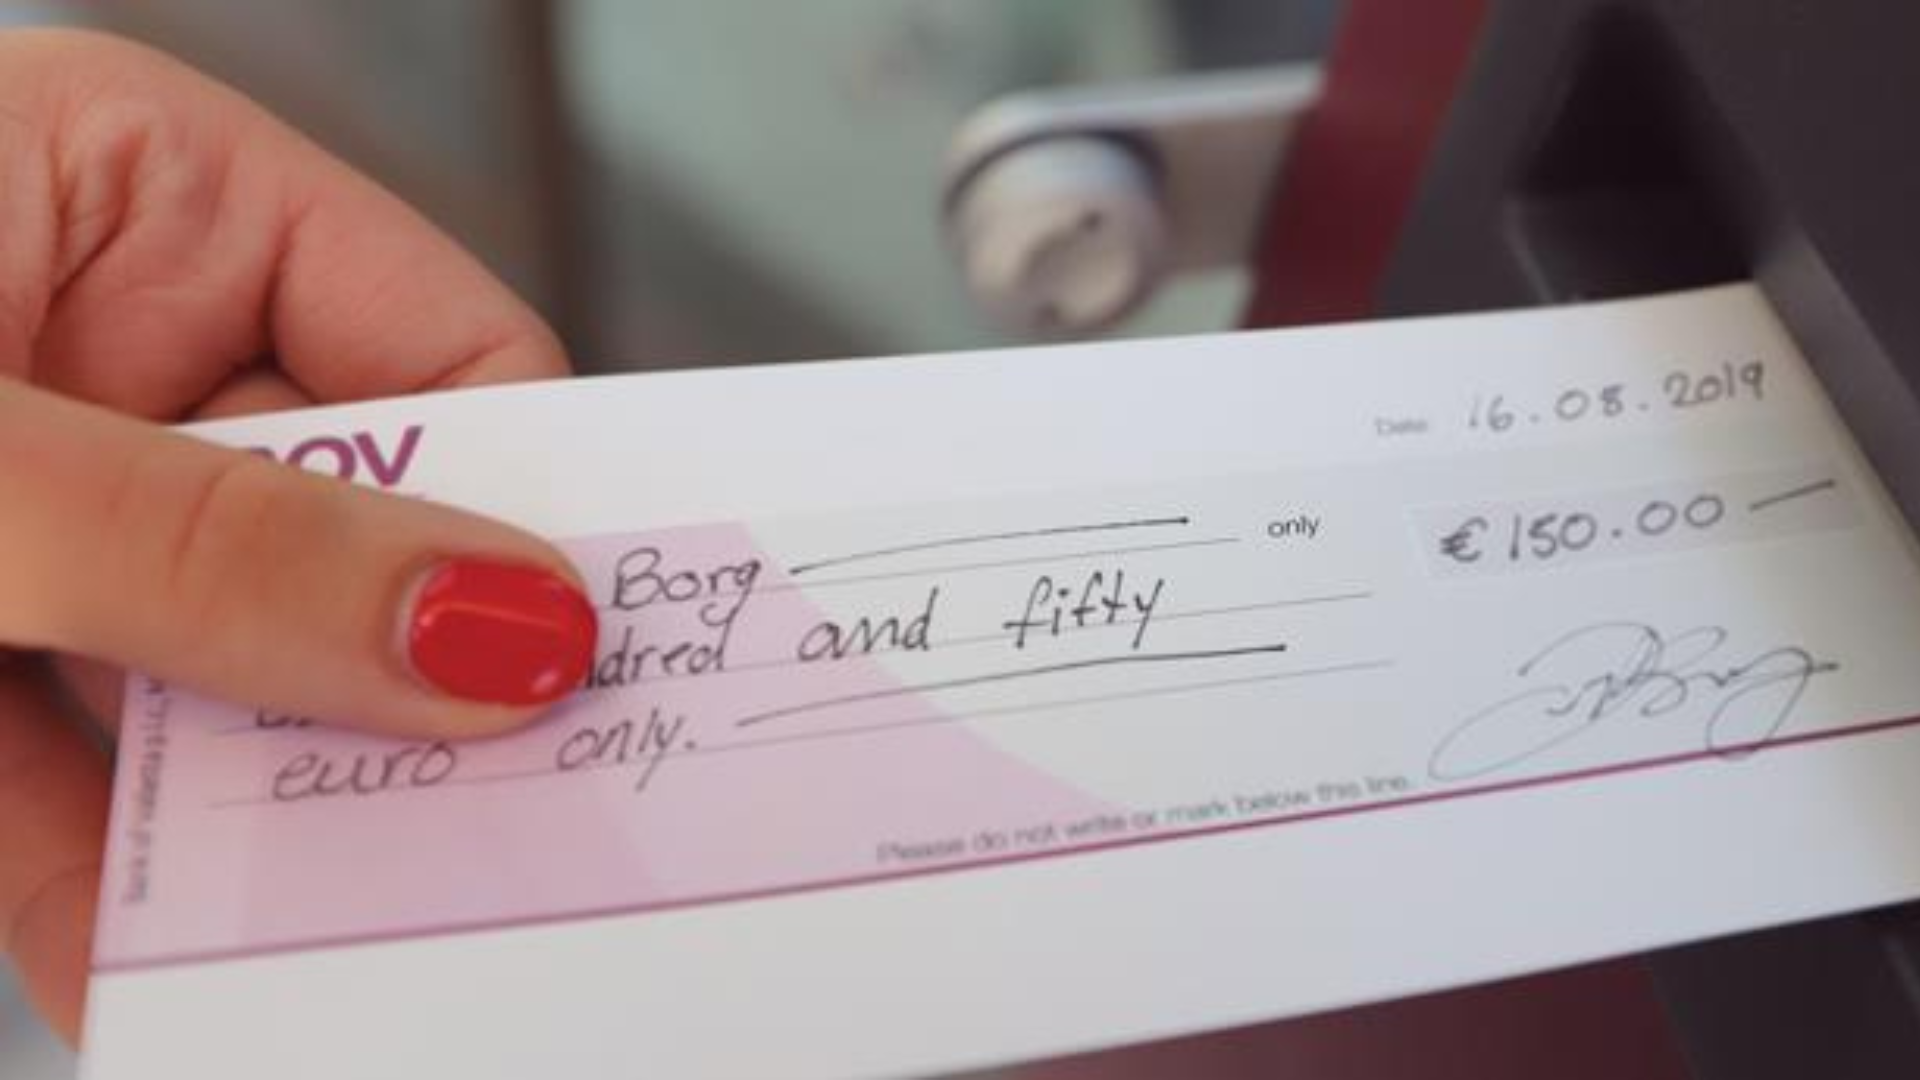 OV
Date 16.08.2019
Borg only
€150.00
and fifty
euro only.
Please do not write or mark below this line.